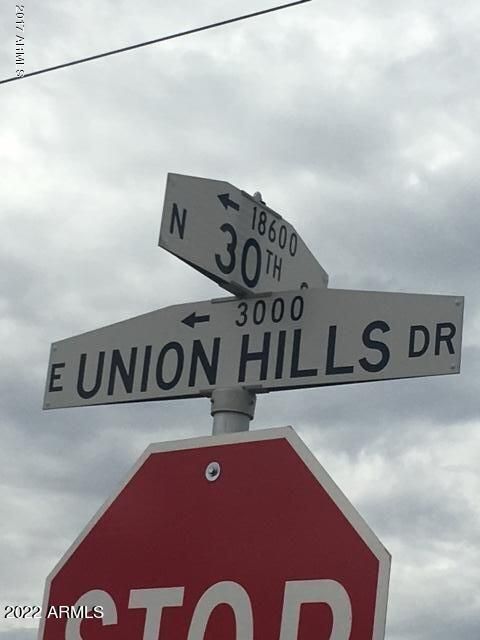 2017 ARMLS
← 18600
N 30TH
← 3000
E UNION HILLS DR
STOP
2022 ARMLS